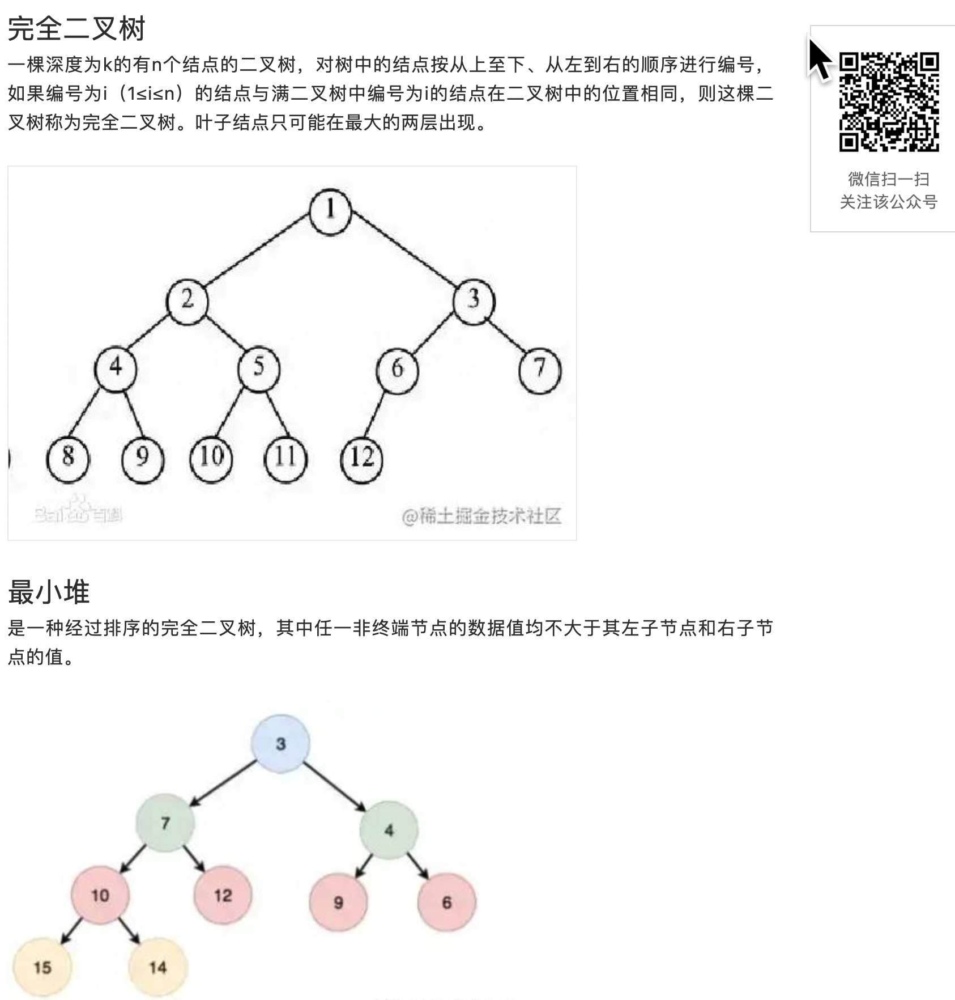 完全二叉树
一棵深度为k的有n个结点的二叉树，对树中的结点按从上至下、从左到右的顺序进行编号，
如果编号为i（1≤i≤n）的结点与满二叉树中编号为i的结点在二叉树中的位置相同，则这棵二
叉树称为完全二叉树。叶子结点只可能在最大的两层出现。
微信扫一扫
关注该公众号
1
2 3
4 5 6 7
8 9 10 11 12
Bai 百科
@稀土掘金技术社区
最小堆
是一种经过排序的完全二叉树，其中任一非终端节点的数据值均不大于其左子节点和右子节
点的值。
3
7 4
10 12 9 6
15 14